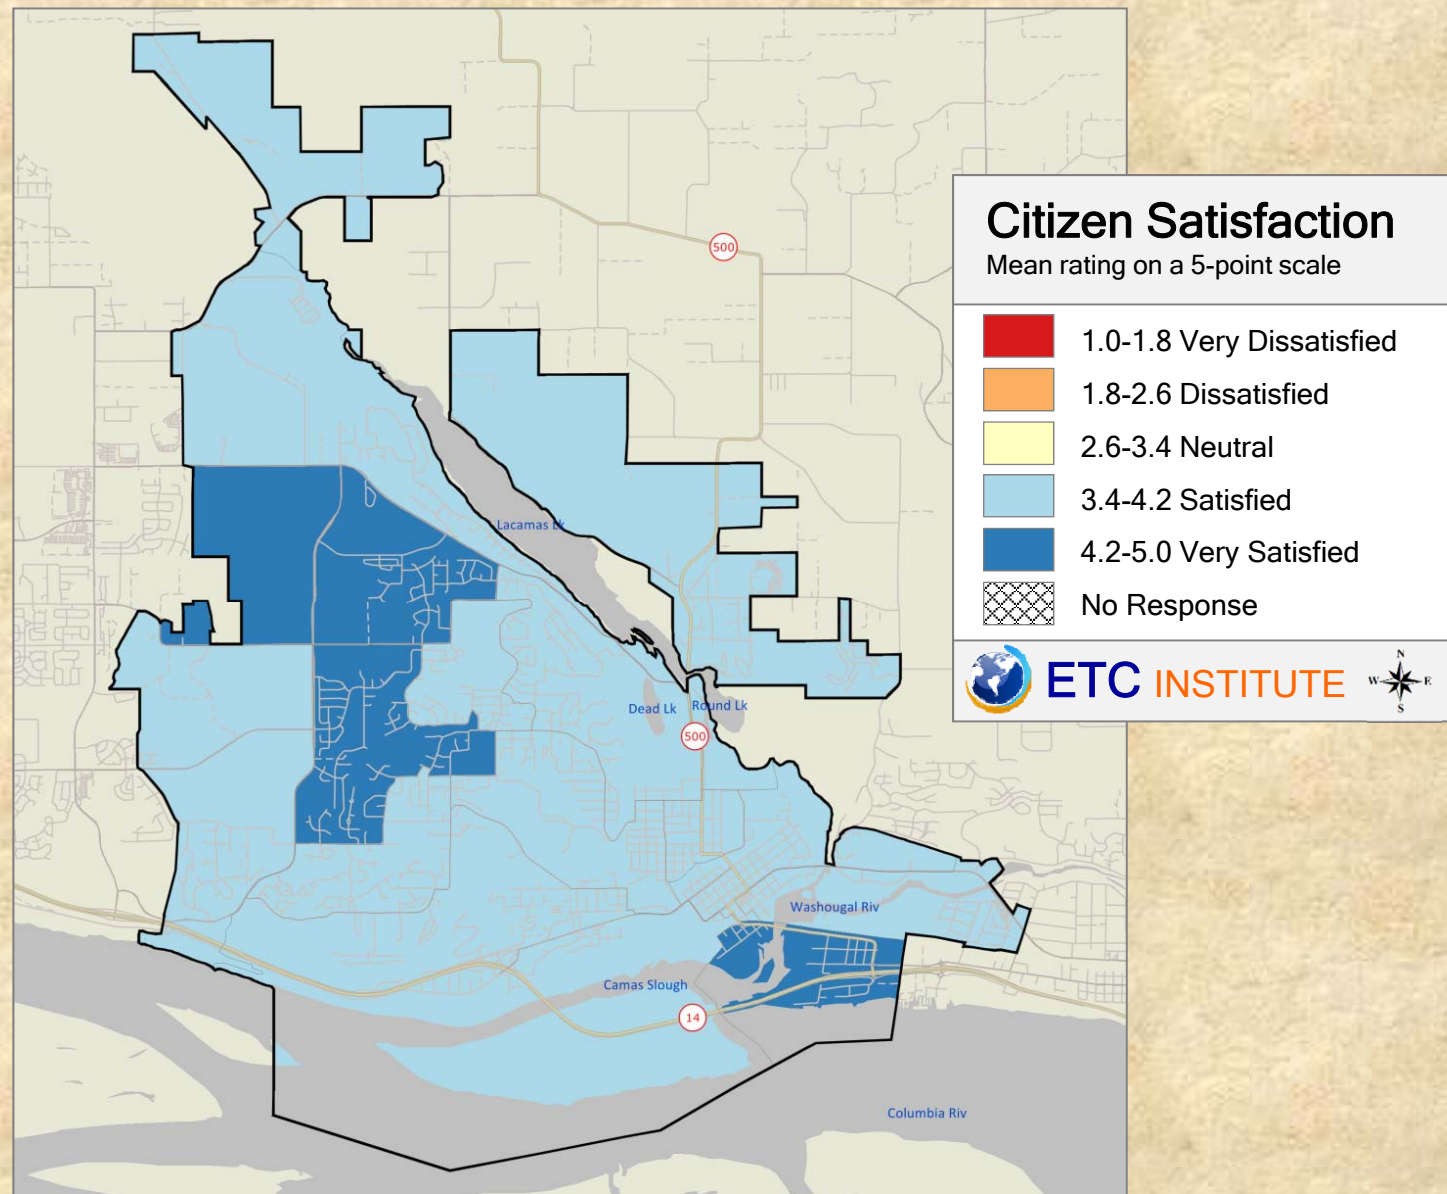 500
Citizen Satisfaction
Mean rating on a 5-point scale
1.0-1.8 Very Dissatisfied
1.8-2.6 Dissatisfied
2.6-3.4 Neutral
3.4-4.2 Satisfied
4.2-5.0 Very Satisfied
No Response
ETC INSTITUTE
N
W E
S
Lacamas Lk
Dead Lk
Round Lk
500
Washougal Riv
Camas Slough
14
Columbia Riv